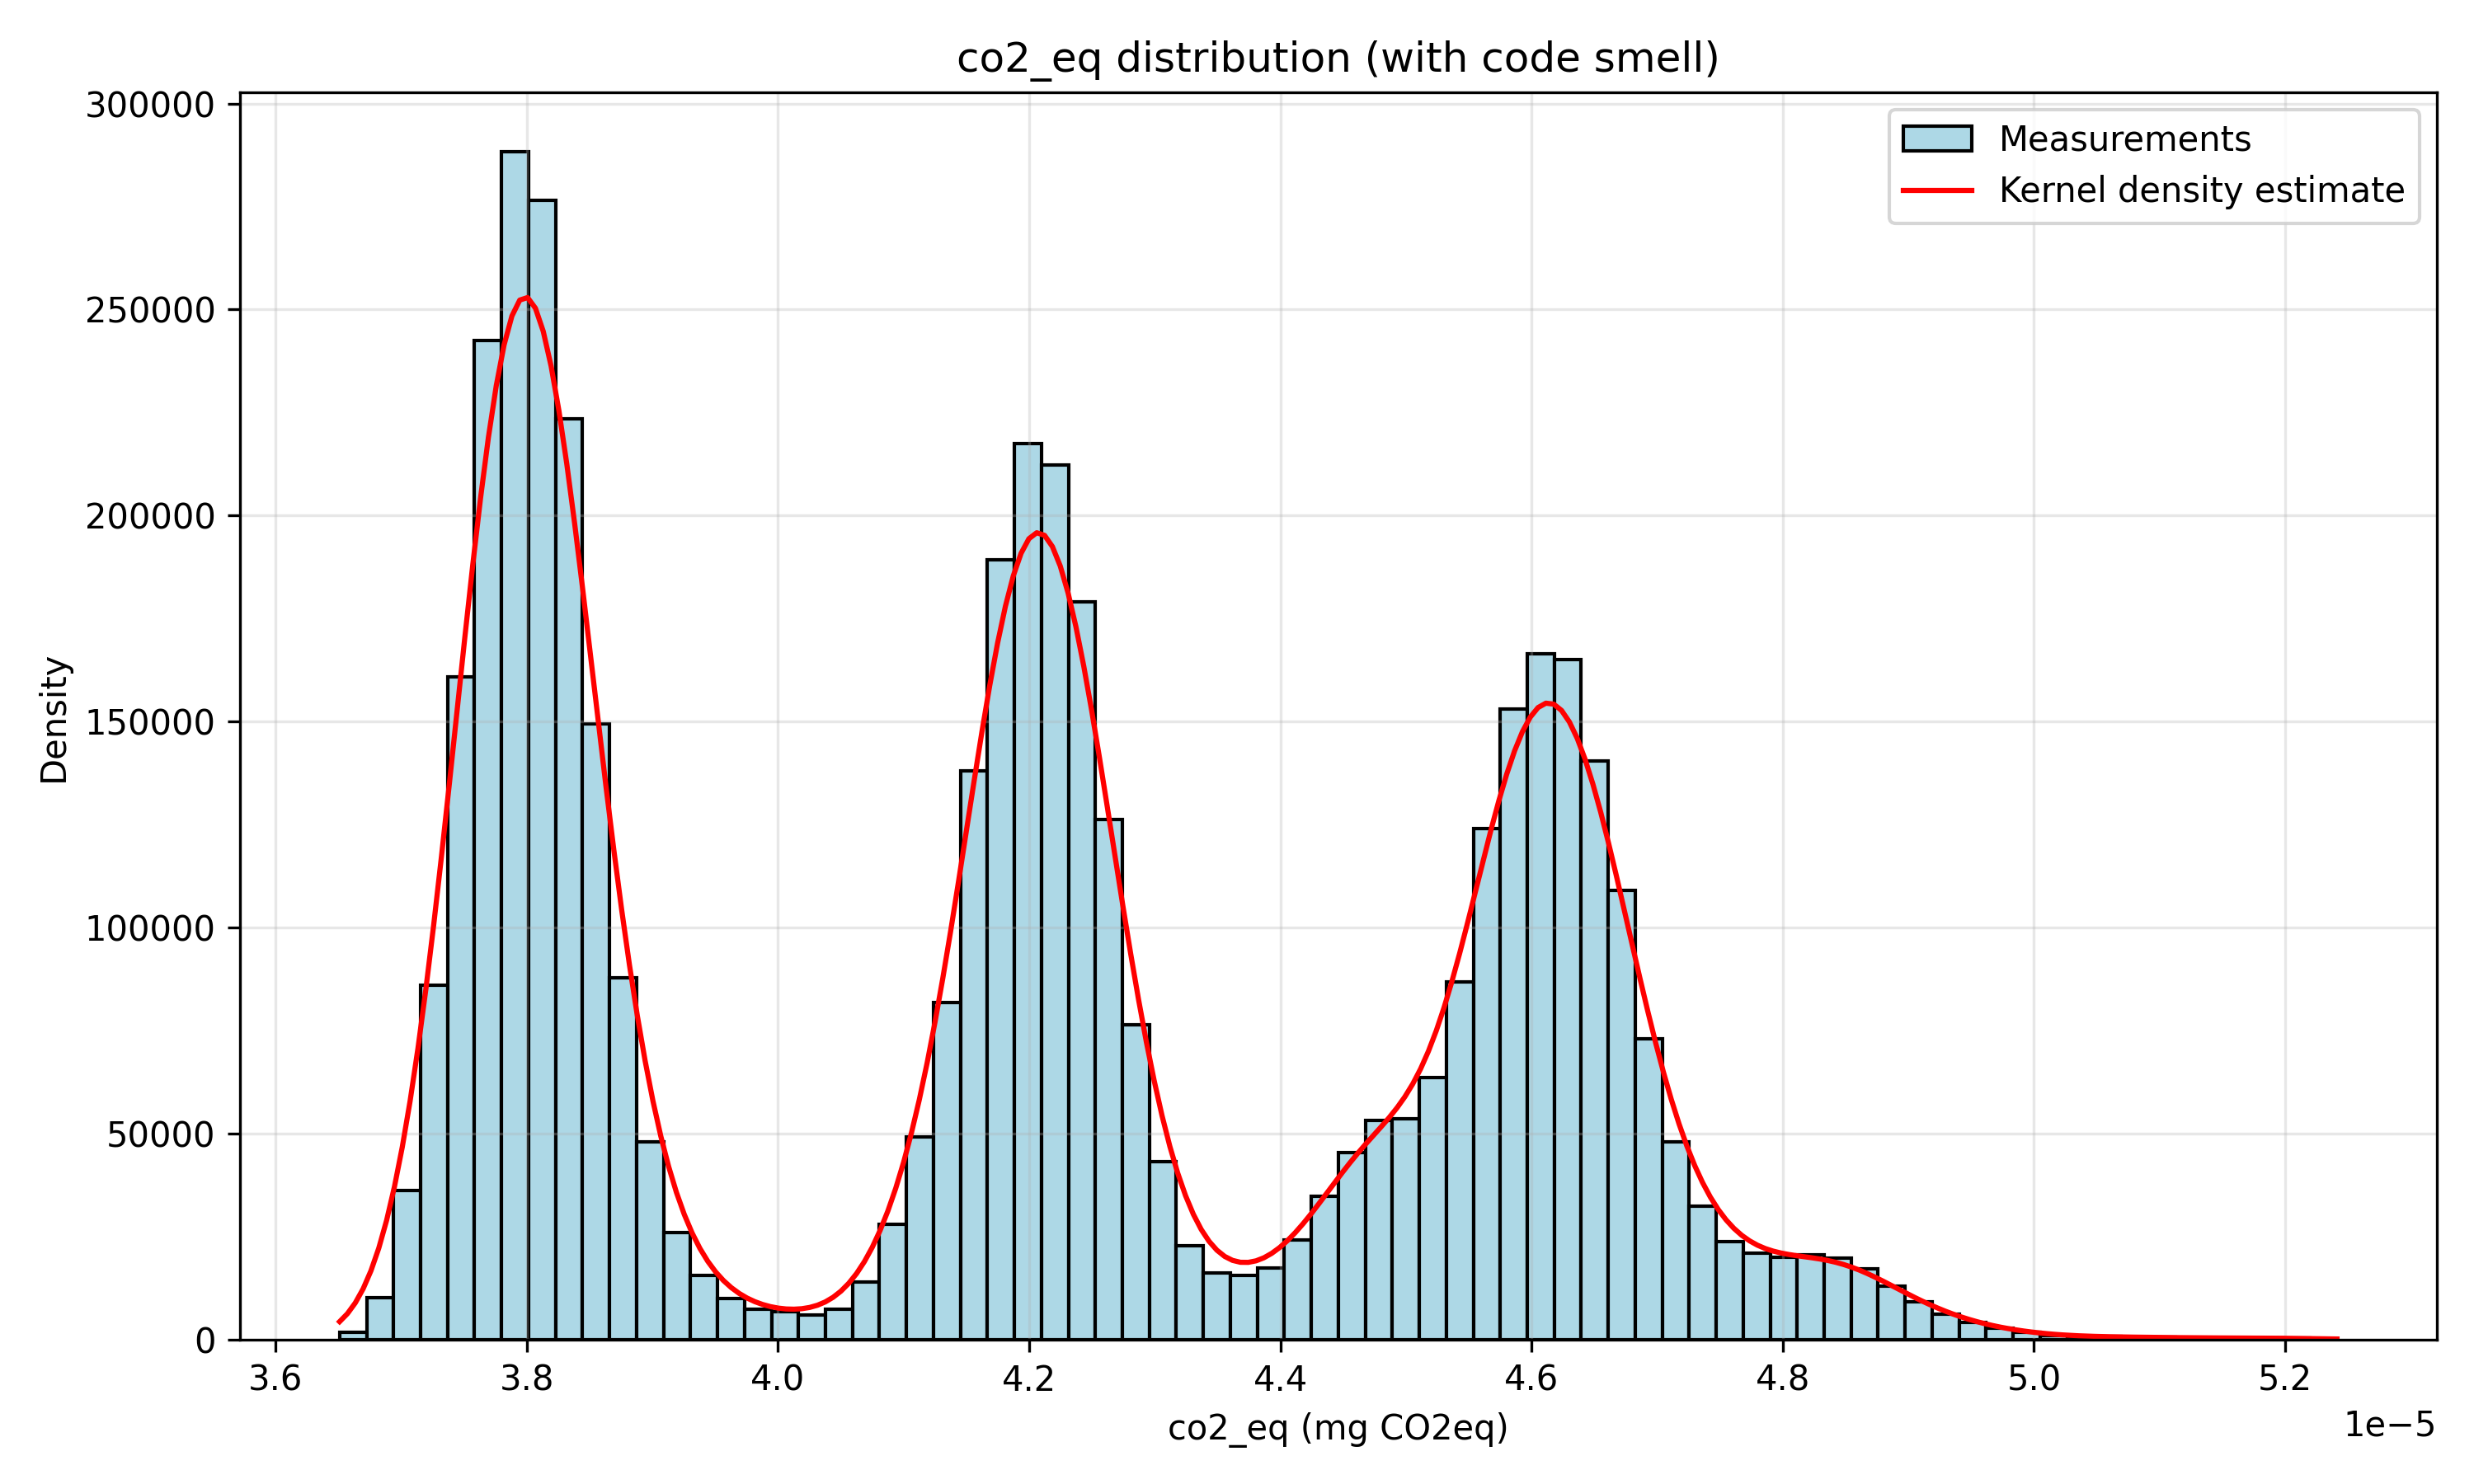 co2_eq distribution (with code smell)
Measurements
Kernel density estimate
300000
250000
200000
150000
100000
50000
0
Density
3.6 3.8 4.0 4.2 4.4 4.6 4.8 5.0 5.2
1e−5
co2_eq (mg CO2eq)